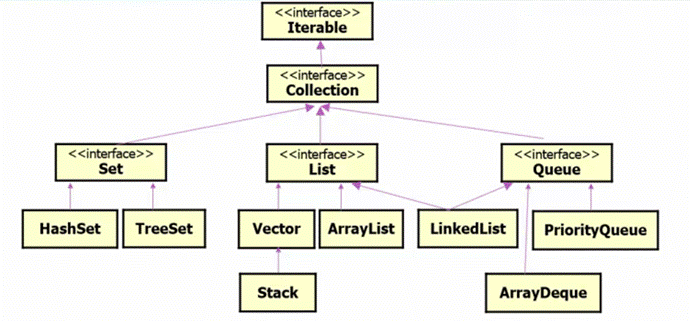 <<interface>>
Iterable
<<interface>>
Collection
<<interface>>
Set
<<interface>>
List
<<interface>>
Queue
HashSet
TreeSet
Vector
ArrayList
LinkedList
PriorityQueue
Stack
ArrayDeque